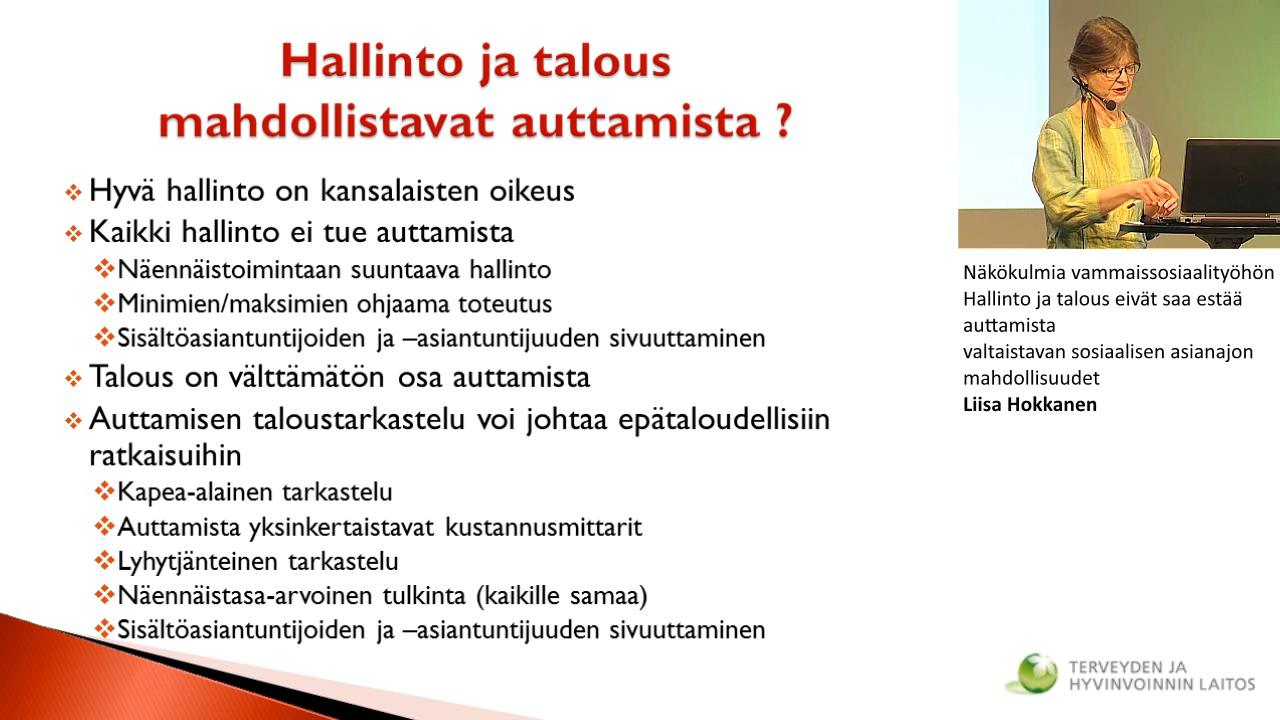 Hallinto ja talous
mahdollistavat auttamista ?
Hyvä hallinto on kansalaisten oikeus
Kaikki hallinto ei tue auttamista
Näennäistoimintaan suuntaava hallinto
Minimien/maksimien ohjaama toteutus
Sisältöasiantuntijoiden ja –asiantuntijuuden sivuuttaminen
Talous on välttämätön osa auttamista
Auttamisen taloustarkastelu voi johtaa epätaloudellisiin
ratkaisuihin
Kapea-alainen tarkastelu
Auttamista yksinkertaistavat kustannusmittarit
Lyhytjänteinen tarkastelu
Näennäistasa-arvoinen tulkinta (kaikille samaa)
Sisältöasiantuntijoiden ja –asiantuntijuuden sivuuttaminen
Näkökulmia vammaissosiaalityöhön
Hallinto ja talous eivät saa estää
auttamista
valtaistavan sosiaalisen asianajon
mahdollisuudet
Liisa Hokkanen
TERVEYDEN JA
HYVINVOINNIN LAITOS